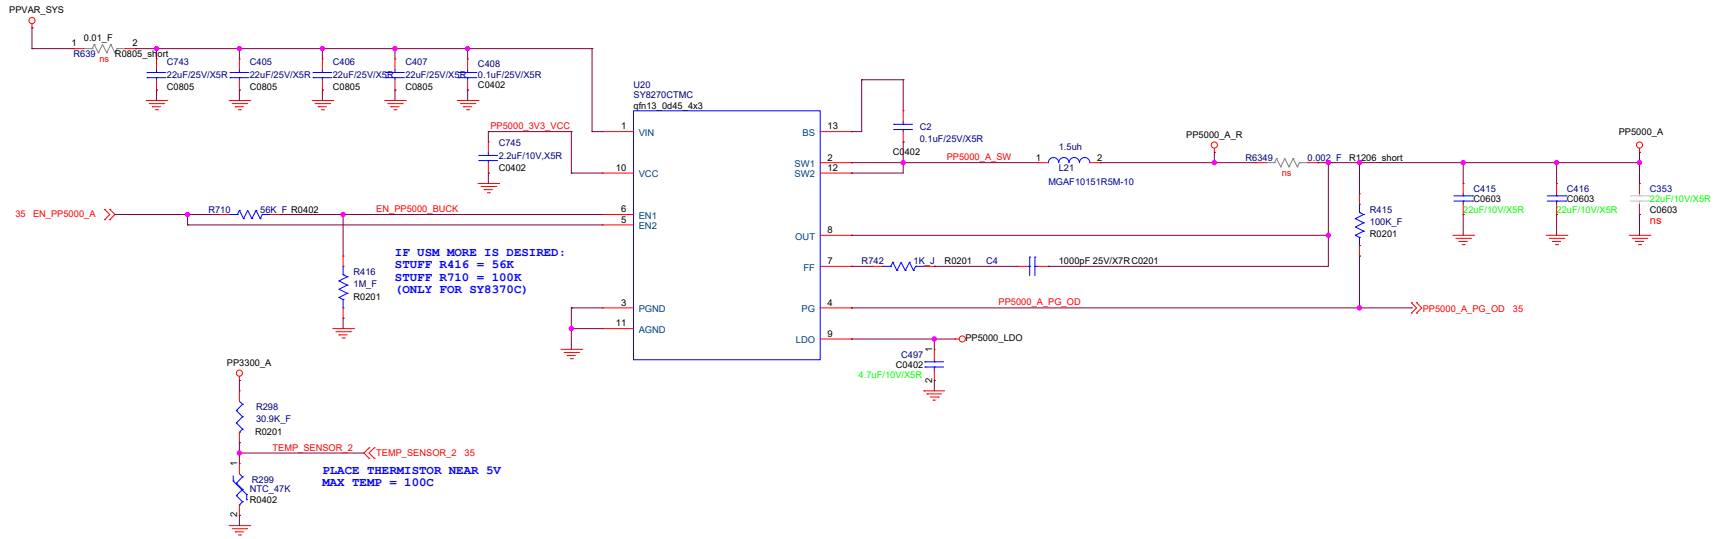 PPVAR_SYS
1 0.01_F 2
R639 R0805_short
ns
C743
22uF/25V/X5R
C0805
C405
22uF/25V/X5R
C0805
C406
22uF/25V/X5R
C0805
C407
22uF/25V/X5R
C0805
C408
0.1uF/25V/X5R
C0402
U20
SY8270CTMC
qfn13_0d45_4x3
PP5000_3V3_VCC
C745
2.2uF/10V,X5R
C0402
1 VIN
10 VCC
6 EN1
5 EN2
3 PGND
11 AGND
BS 13
SW1 2
SW2 12
OUT 8
FF 7
PG 4
LDO 9
C2
0.1uF/25V/X5R
C0402
PP5000_A_SW
1.5uh
1 2
L21
MGAF10151R5M-10
PP5000_A_R
R6349 0.002_F R1206_short
ns
PP5000_A
C415
C0603
22uF/10V/X5R
C416
C0603
22uF/10V/X5R
C353
22uF/10V/X5R
C0603
ns
R415
100K_F
R0201
35 EN_PP5000_A
R710 56K_F R0402
EN_PP5000_BUCK
R416
1M_F
R0201
IF USM MORE IS DESIRED:
STUFF R416 = 56K
STUFF R710 = 100K
(ONLY FOR SY8370C)
R742 1K_J R0201 C4 1000pF 25V/X7R C0201
PP5000_A_PG_OD
PP5000_A_PG_OD 35
PP5000_LDO
1
C497
C0402
4.7uF/10V/X5R
2
PP3300_A
R298
30.9K_F
R0201
TEMP_SENSOR_2
TEMP_SENSOR_2 35
1
R299
NTC_47K
R0402
2
PLACE THERMISTOR NEAR 5V
MAX TEMP = 100C